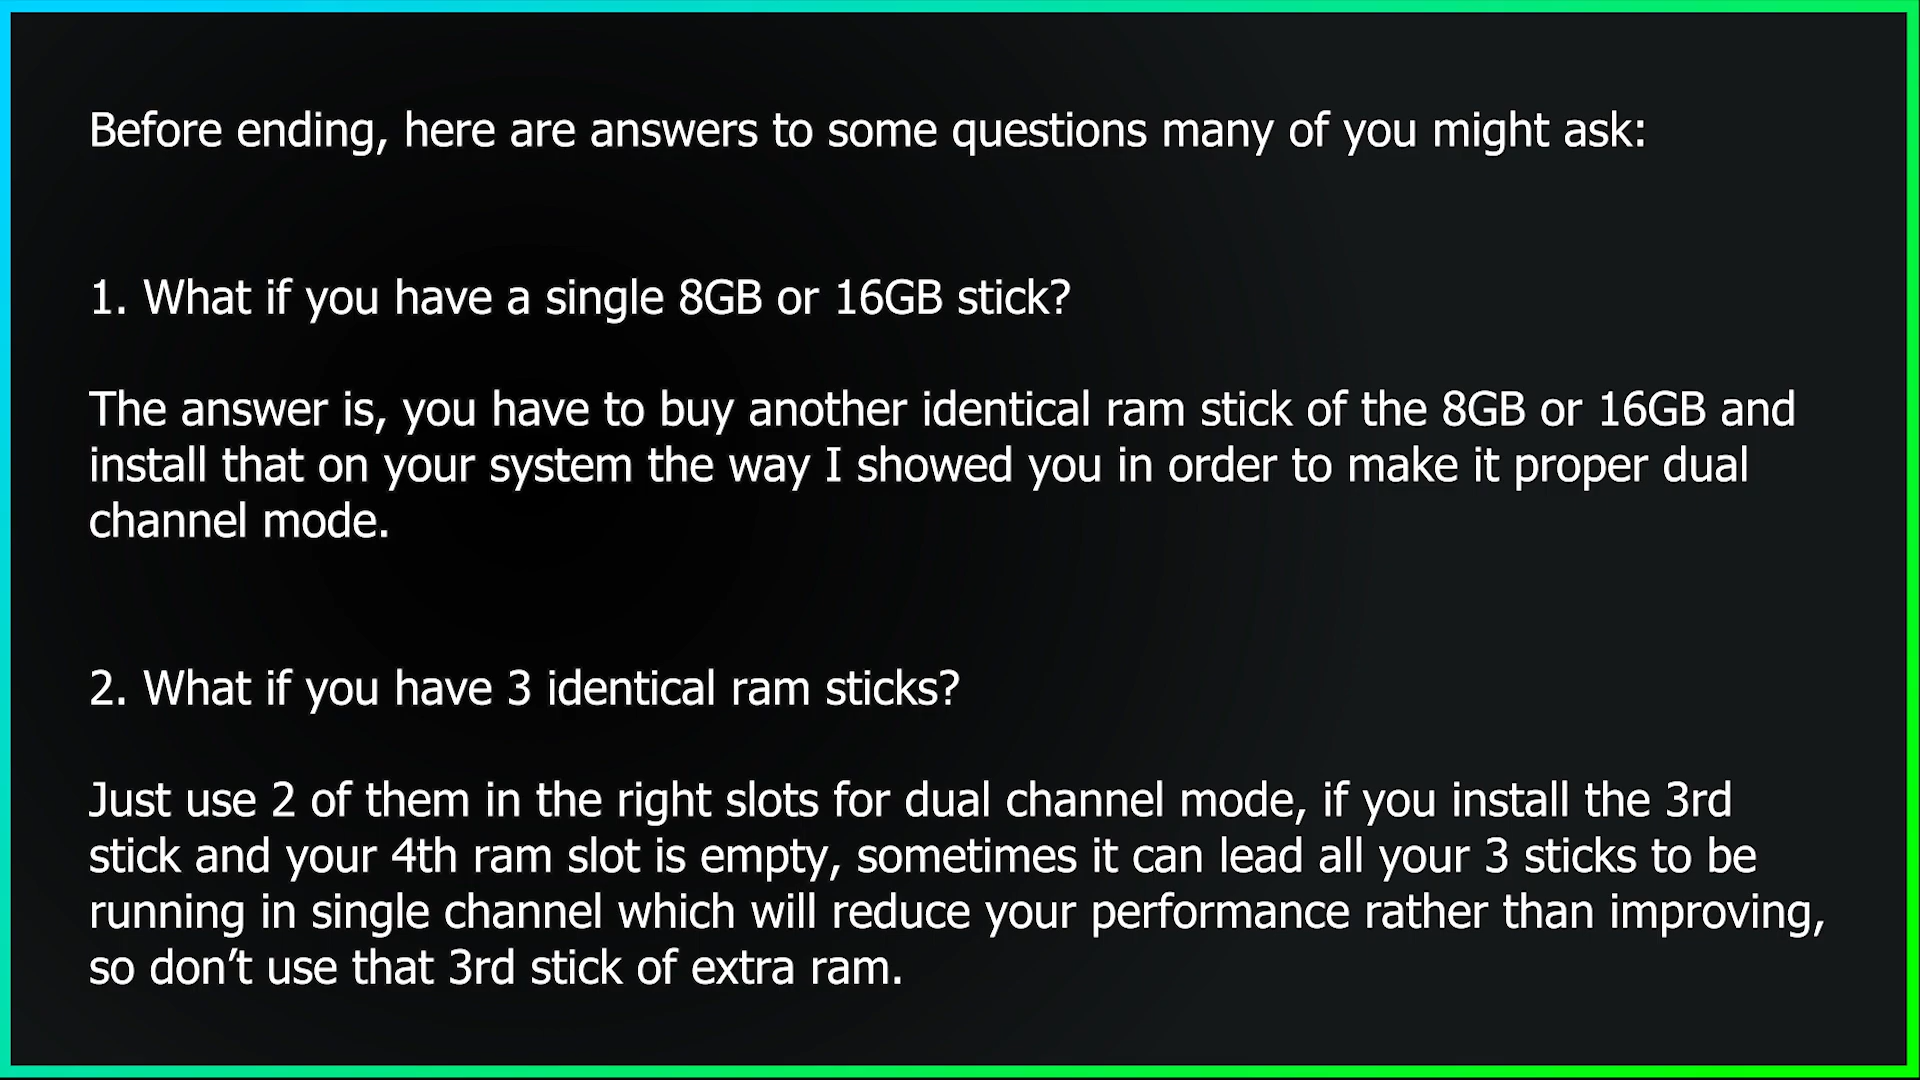 Before ending, here are answers to some questions many of you might ask:
1. What if you have a single 8GB or 16GB stick?
The answer is, you have to buy another identical ram stick of the 8GB or 16GB and
install that on your system the way I showed you in order to make it proper dual
channel mode.
2. What if you have 3 identical ram sticks?
Just use 2 of them in the right slots for dual channel mode, if you install the 3rd
stick and your 4th ram slot is empty, sometimes it can lead all your 3 sticks to be
running in single channel which will reduce your performance rather than improving,
so don’t use that 3rd stick of extra ram.